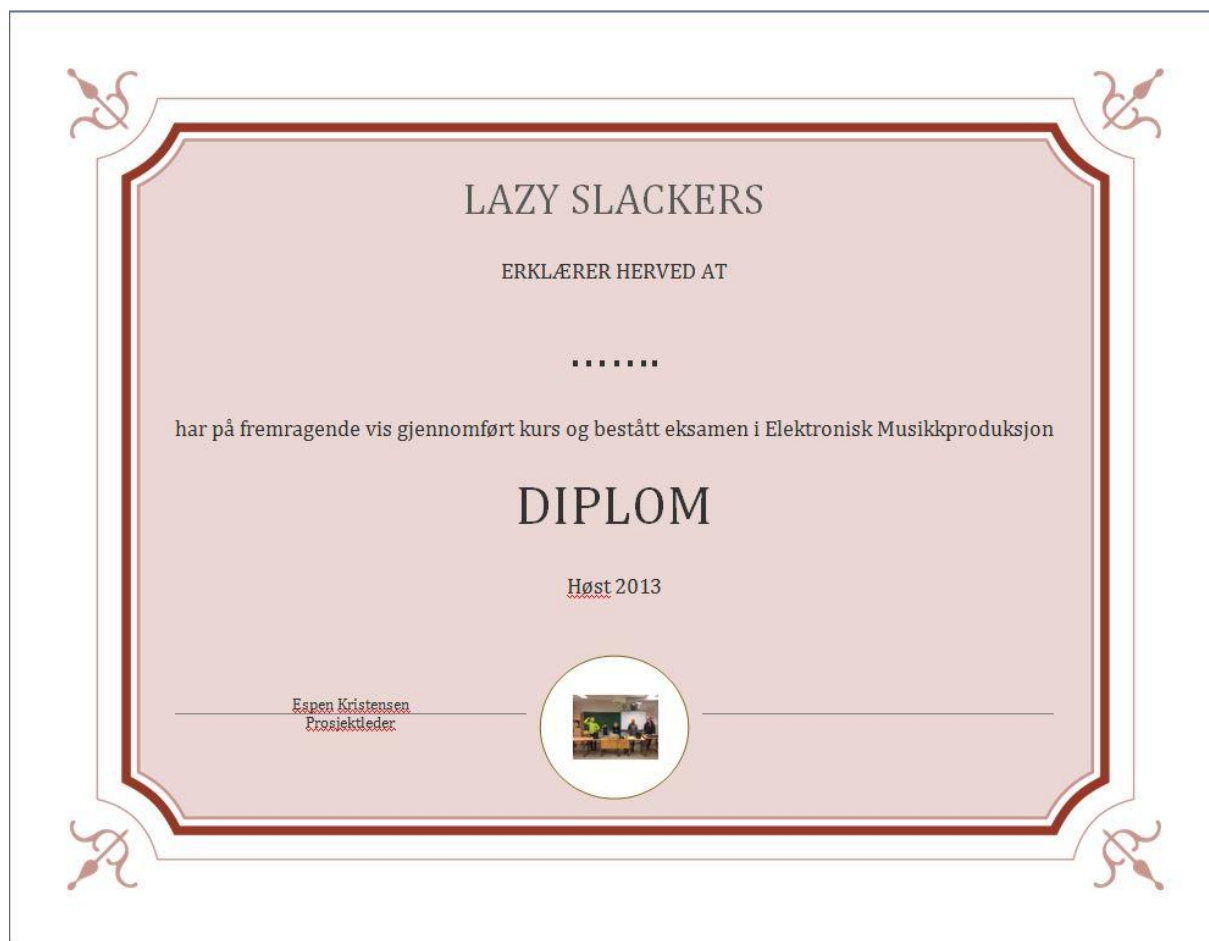 LAZY SLACKERS
ERKLÆRER HERVED AT
.......
har på fremragende vis gjennomført kurs og bestått eksamen i Elektronisk Musikkproduksjon
DIPLOM
Høst 2013
Espen Kristensen
Prosjektleder